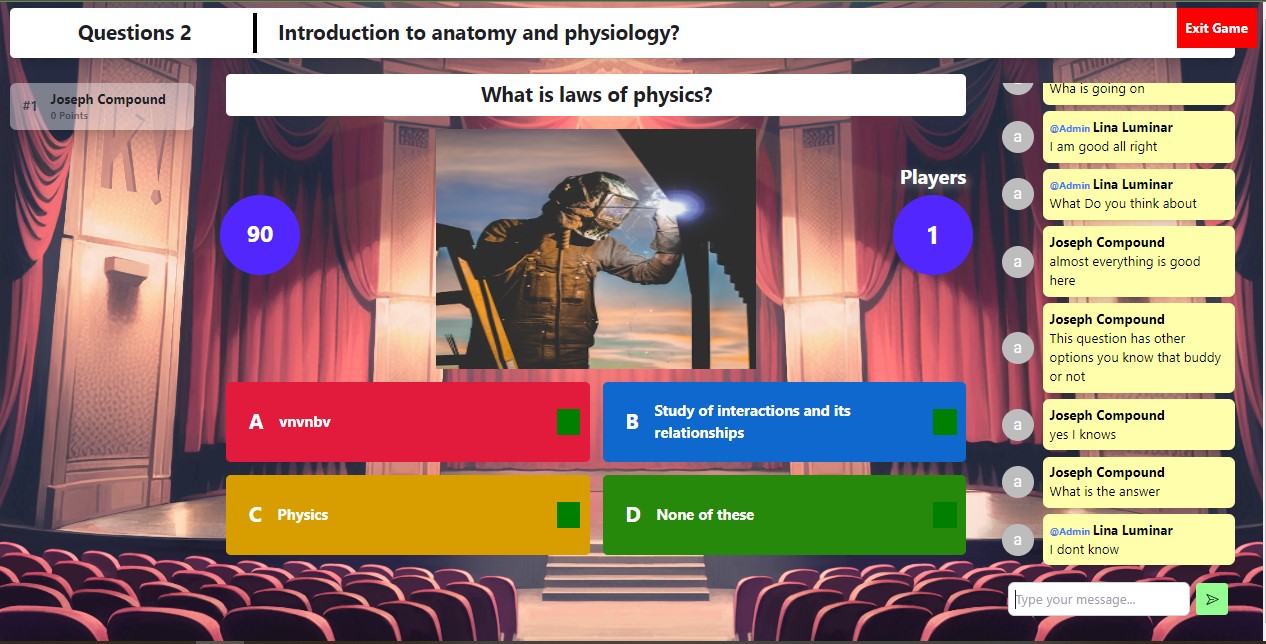 Questions 2
Introduction to anatomy and physiology?
Exit Game
#1
Joseph Compound
0 Points
What is laws of physics?
90
Players
1
A vnvnbv
B Study of interactions and its
relationships
C Physics
D None of these
a
Wha is going on
a
@Admin Lina Luminar
I am good all right
a
@Admin Lina Luminar
What Do you think about
a
Joseph Compound
almost everything is good
here
a
Joseph Compound
This question has other
options you know that buddy
or not
a
Joseph Compound
yes I knows
a
Joseph Compound
What is the answer
a
@Admin Lina Luminar
I dont know
Type your message...